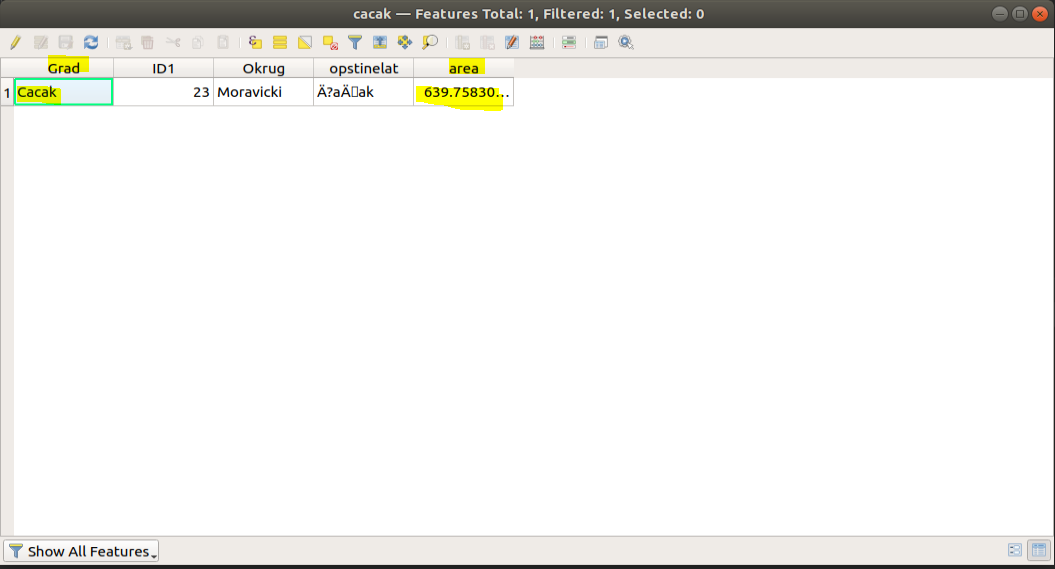 cacak — Features Total: 1, Filtered: 1, Selected: 0
Grad ID1 Okrug opstinelat area
1 Cacak 23 Moravicki Ä?aÄ▯ak 639.75830…
Show All Features